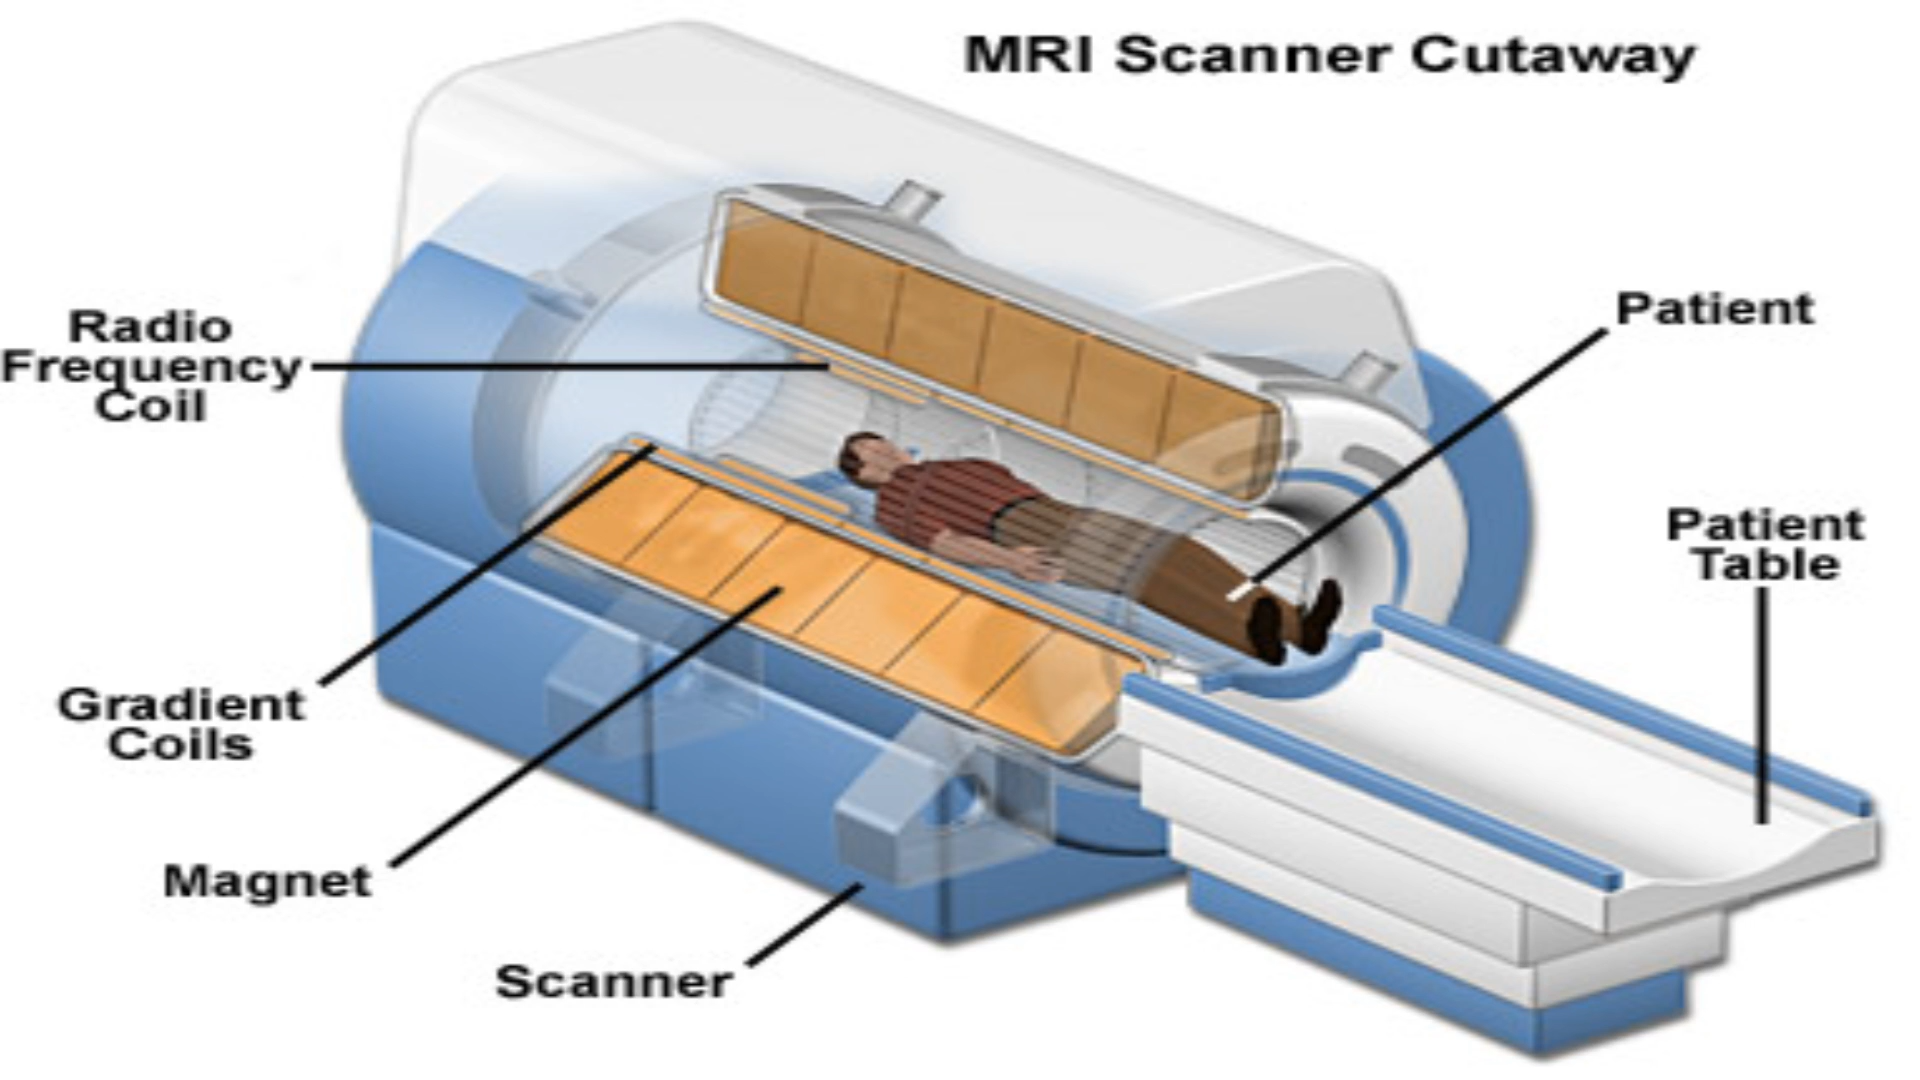 MRI Scanner Cutaway
Radio
Frequency
Coil
Patient
Patient
Table
Gradient
Coils
Magnet
Scanner